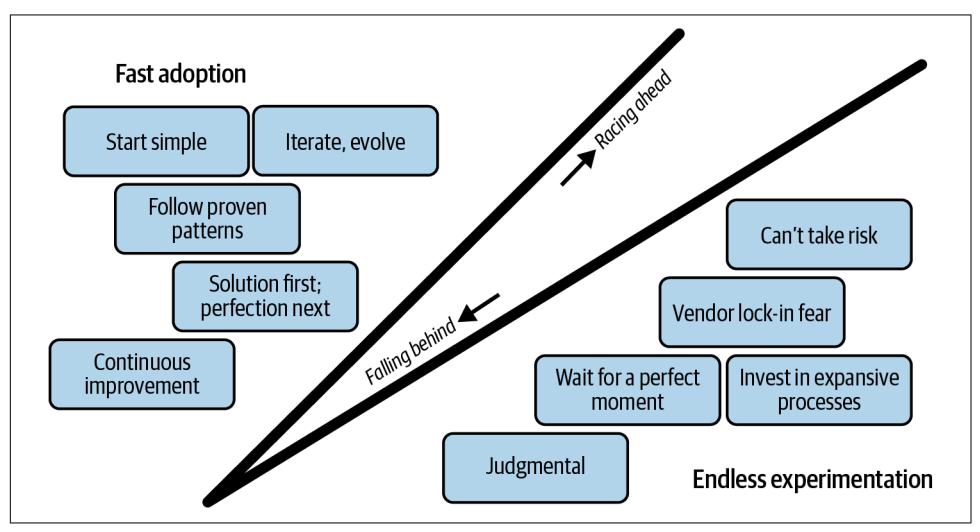 Fast adoption
Start simple
Iterate, evolve
Follow proven
patterns
Solution first;
perfection next
Continuous
improvement
Racing ahead
Falling behind
Can't take risk
Vendor lock-in fear
Wait for a perfect
moment
Invest in expansive
processes
Judgmental
Endless experimentation